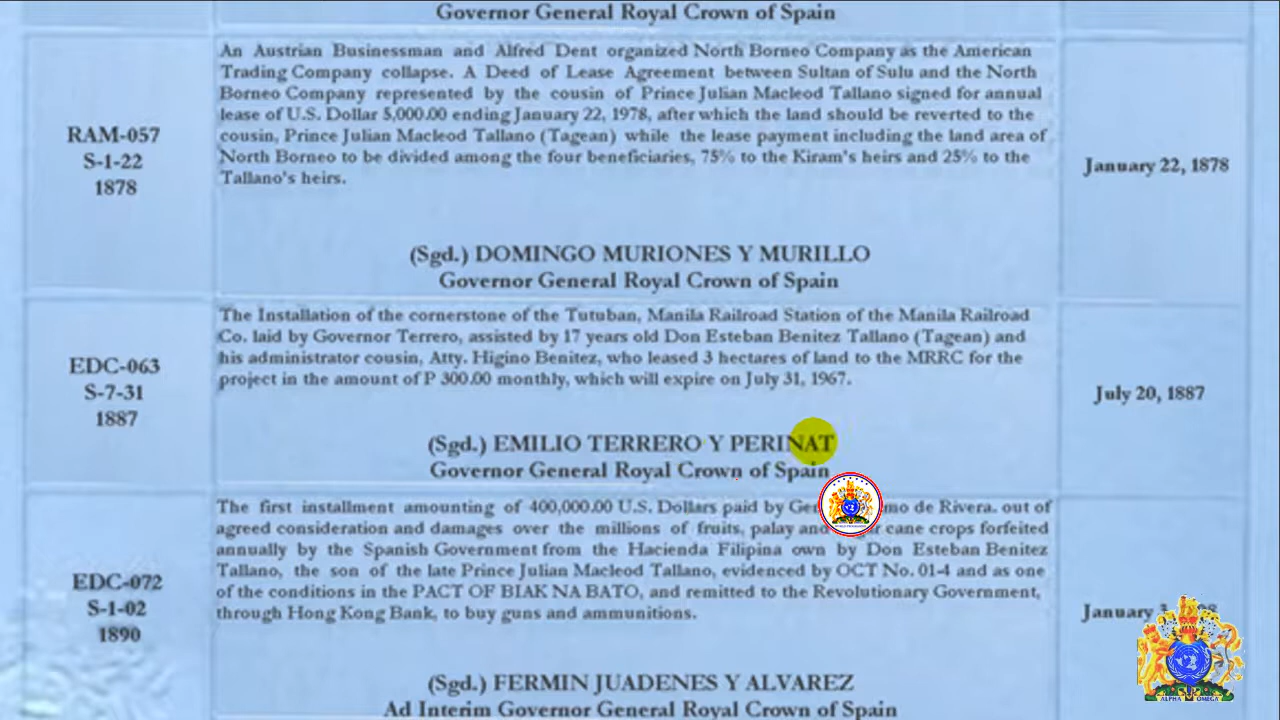 Governor General Royal Crown of Spain
RAM-057
S-1-22
1878
An Austrian Businessman and Alfred Dent organized North Borneo Company as the American
Trading Company collapse. A Deed of Lease Agreement between Sultan of Sulu and the North
Borneo Company represented by the cousin of Prince Julian Macleod Tallano signed for annual
lease of U.S. Dollar 5,000.00 ending January 22, 1978, after which the land should be reverted to the
cousin, Prince Julian Macleod Tallano (Tagean) while the lease payment including the land area of
North Borneo to be divided among the four beneficiaries, 75% to the Kiram's heirs and 25% to the
Tallano's heirs.
(Sgd.) DOMINGO MURIONES Y MURILLO
Governor General Royal Crown of Spain
January 22, 1878
EDC-063
S-7-31
1887
The Installation of the cornerstone of the Tutuban, Manila Railroad Station of the Manila Railroad
Co. laid by Governor Terrero, assisted by 17 years old Don Esteban Benitez Tallano (Tagean) and
his administrator cousin, Atty. Higino Benitez, who leased 3 hectares of land to the MRRC for the
project in the amount of P 300.00 monthly, which will expire on July 31, 1967.
(Sgd.) EMILIO TERRERO Y PERINAT
Governor General Royal Crown of Spain
July 20, 1887
EDC-072
S-1-02
1890
The first installment amounting of 400,000.00 U.S. Dollars paid by mo de Rivera. out of
agreed consideration and damages over the millions of fruits, palay and cane crops forfeited
annually by the Spanish Government from the Hacienda Filipina own by Don Esteban Benitez
Tallano, the son of the late Prince Julian Macleod Tallano, evidenced by OCT No. 01-4 and as one
of the conditions in the PACT OF BIAK NA BATO, and remitted to the Revolutionary Government,
through Hong Kong Bank, to buy guns and ammunitions.
(Sgd.) FERMIN JUADENES Y ALVAREZ
Ad Interim Governor General Royal Crown of Spain
January
ALPHA OMEGA